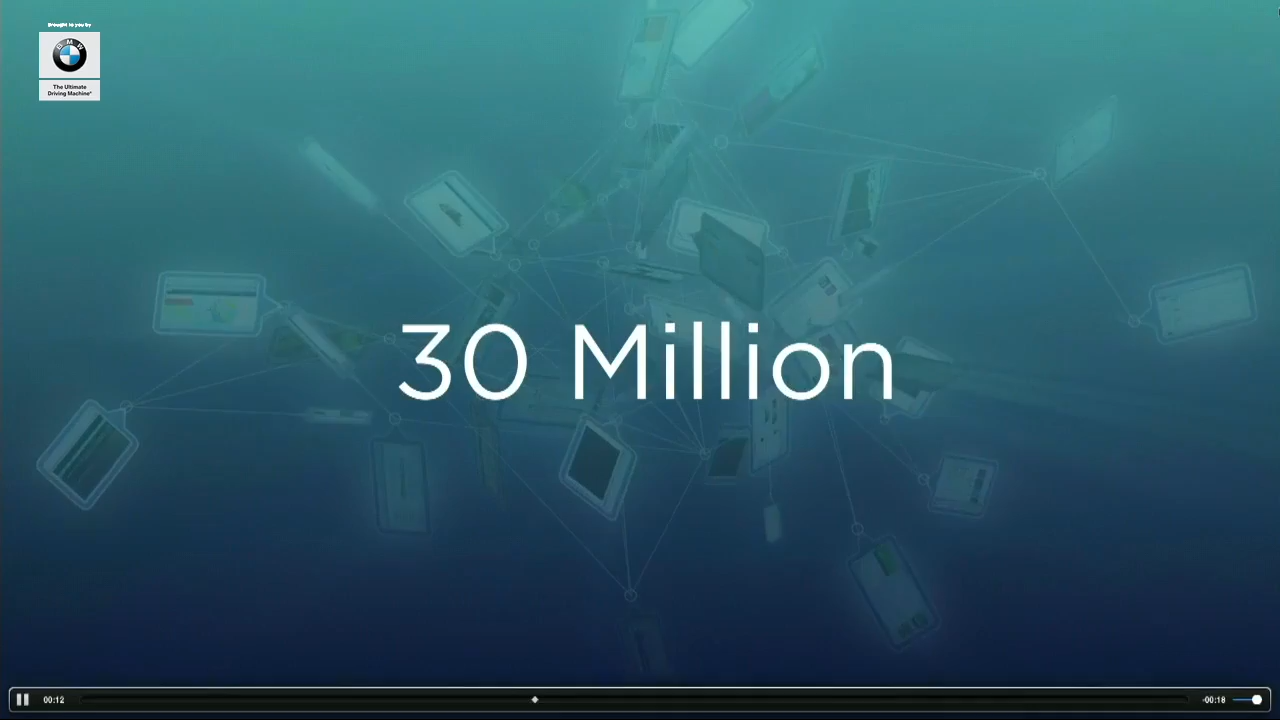 Brought to you by
BMW
The Ultimate
Driving Machine®
30 Million
00:12
-00:18